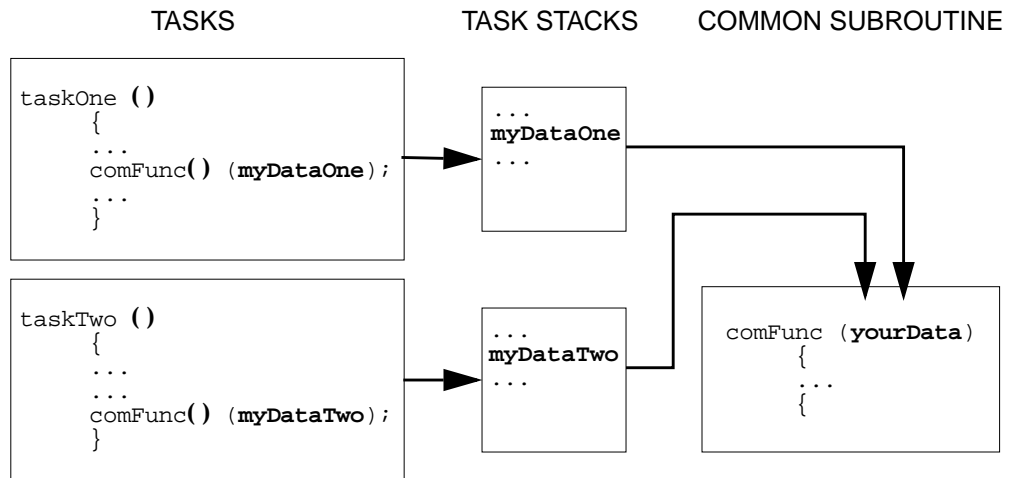 TASKS
TASK STACKS
COMMON SUBROUTINE
taskOne ()
{
...
comFunc() (myDataOne);
...
}
...
myDataOne
...
taskTwo ()
{
...
...
comFunc() (myDataTwo);
}
...
myDataTwo
...
comFunc (yourData)
{
...
{